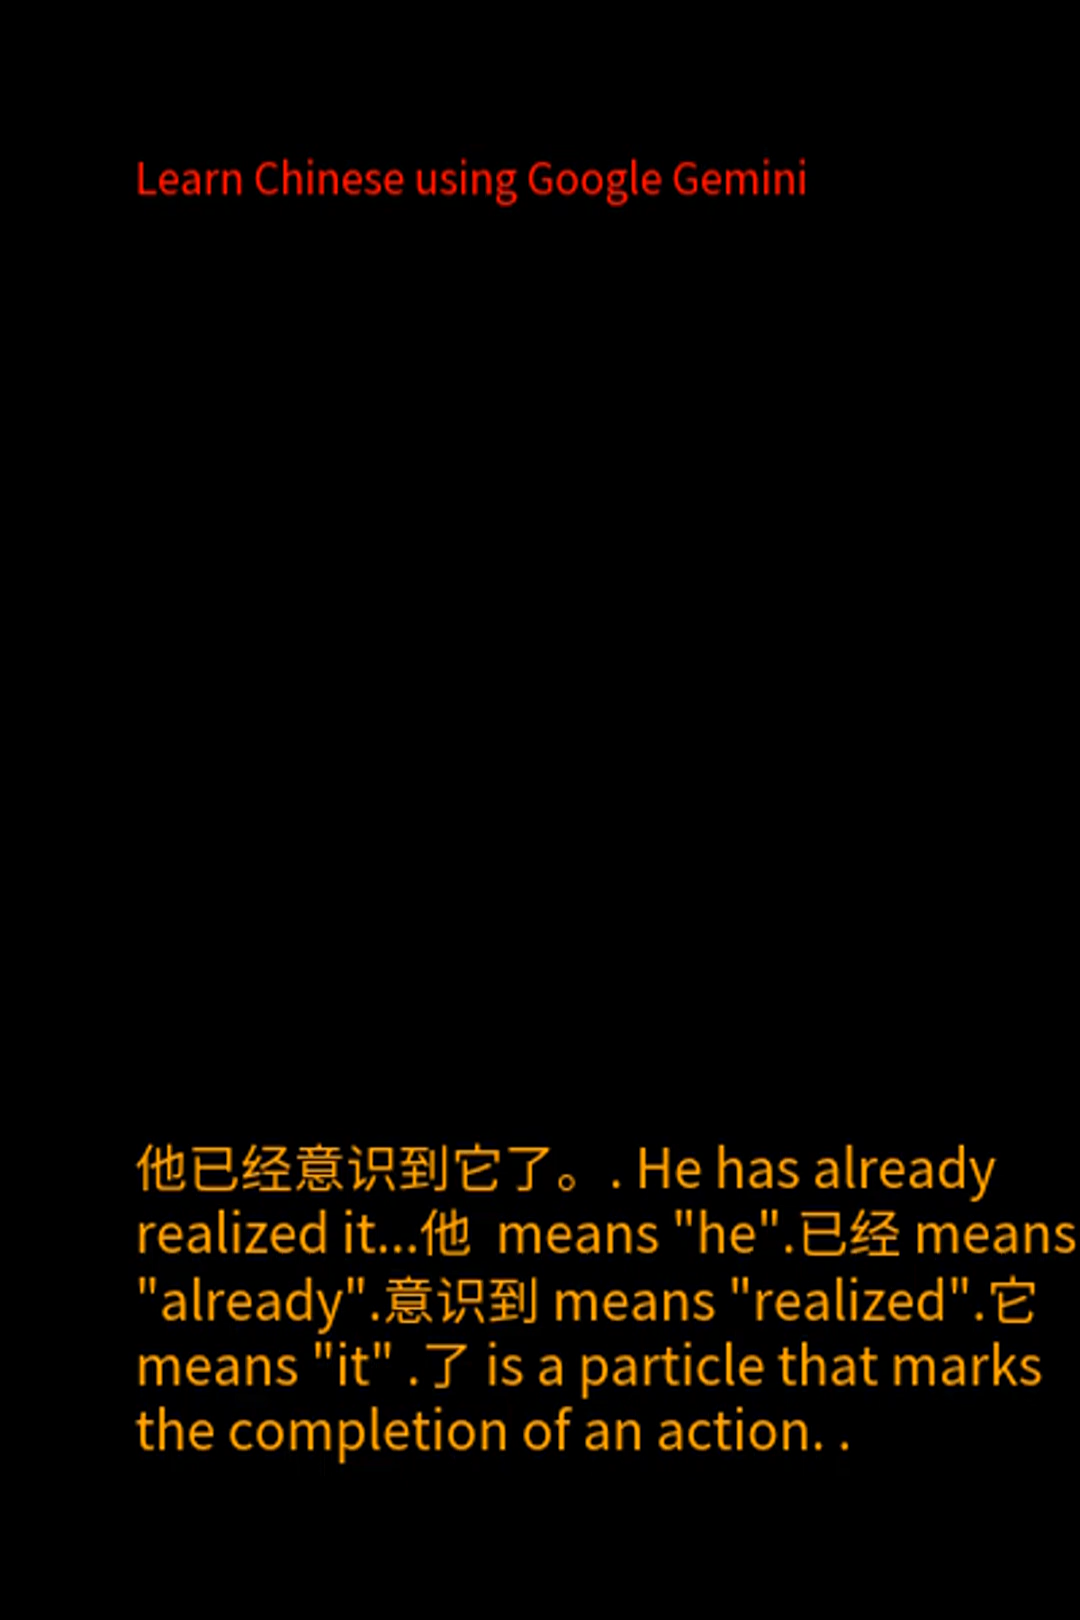 Learn Chinese using Google Gemini
他已经意识到它了。. He has already
realized it...他  means "he".已经 means
"already".意识到 means "realized".它
means "it" .了 is a particle that marks
the completion of an action. .